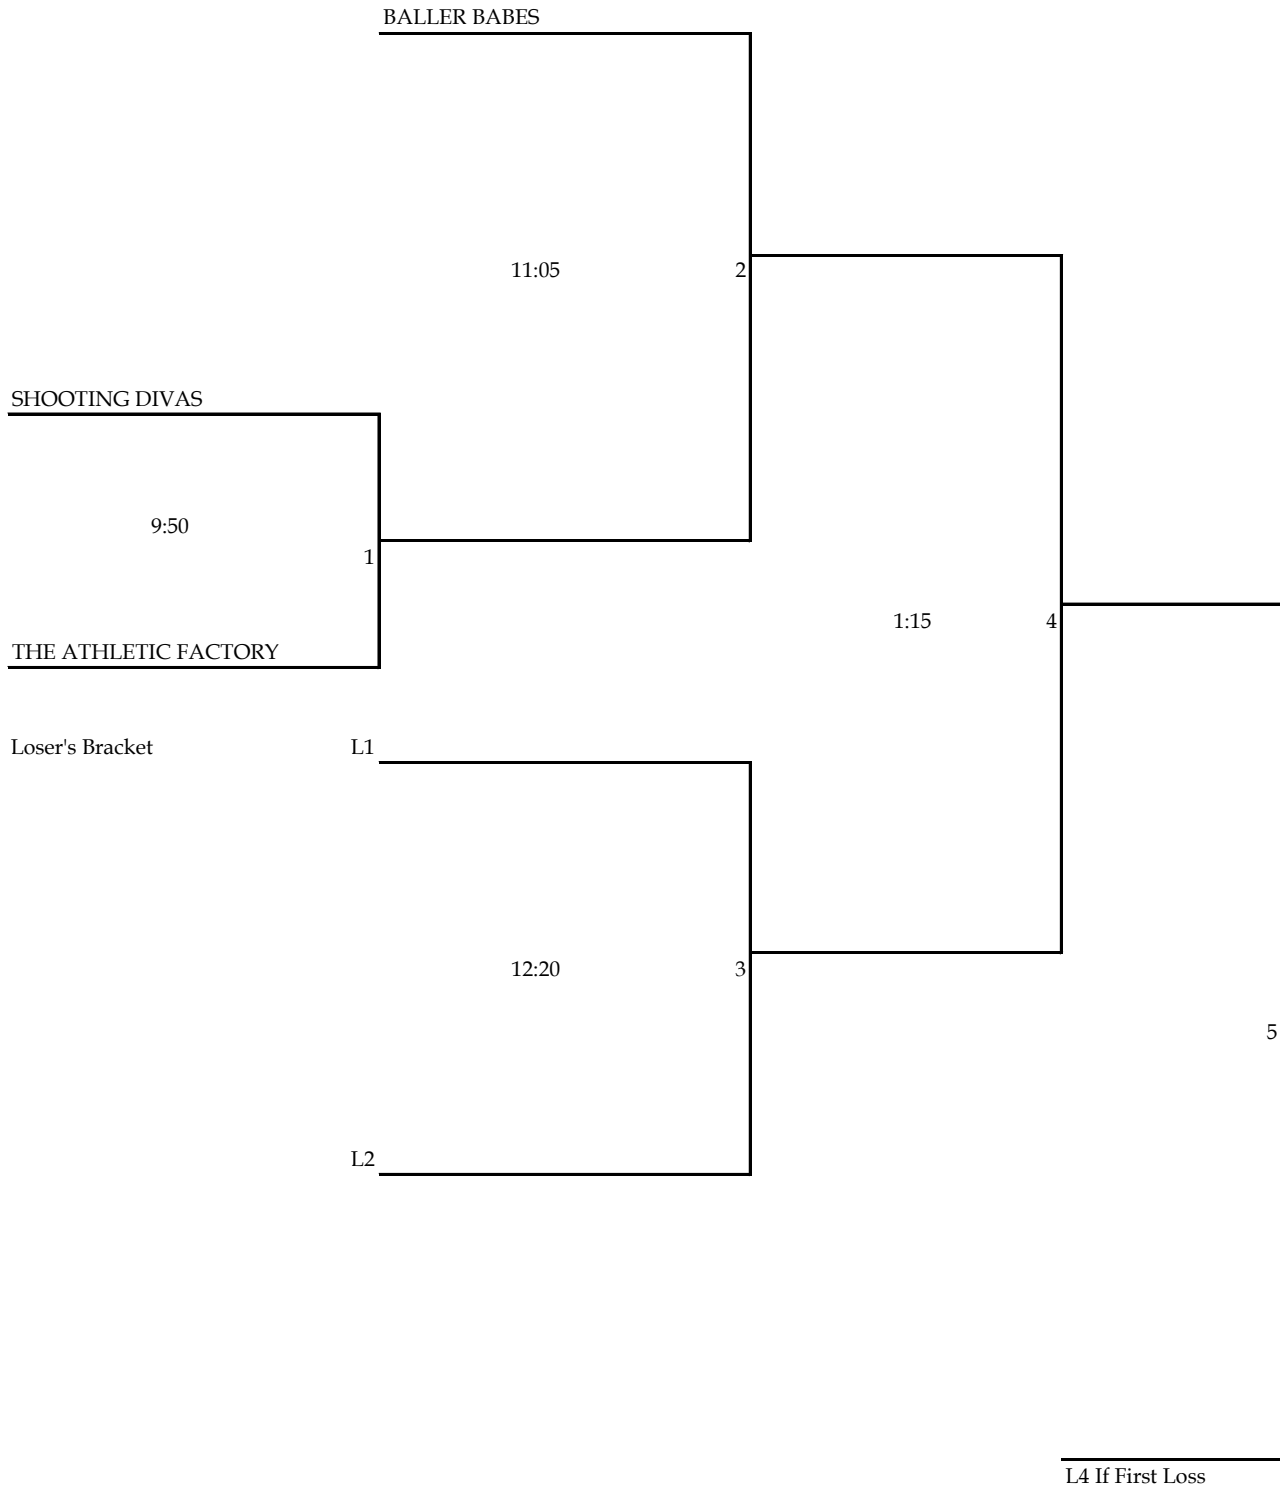 BALLER BABES
11:05
2
SHOOTING DIVAS
9:50
1
1:15
4
THE ATHLETIC FACTORY
Loser's Bracket
L1
12:20
3
5
L2
L4 If First Loss